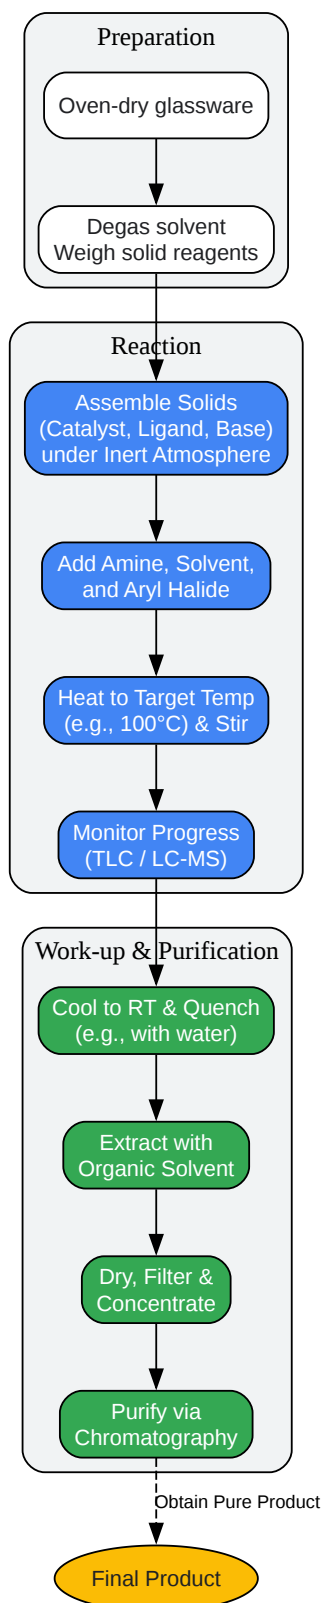 Preparation
Oven-dry glassware
Degas solvent
Weigh solid reagents
Reaction
Assemble Solids
(Catalyst, Ligand, Base)
under Inert Atmosphere
Add Amine, Solvent,
and Aryl Halide
Heat to Target Temp
(e.g., 100°C) & Stir
Monitor Progress
(TLC / LC-MS)
Work-up & Purification
Cool to RT & Quench
(e.g., with water)
Extract with
Organic Solvent
Dry, Filter &
Concentrate
Purify via
Chromatography
Obtain Pure Product
Final Product